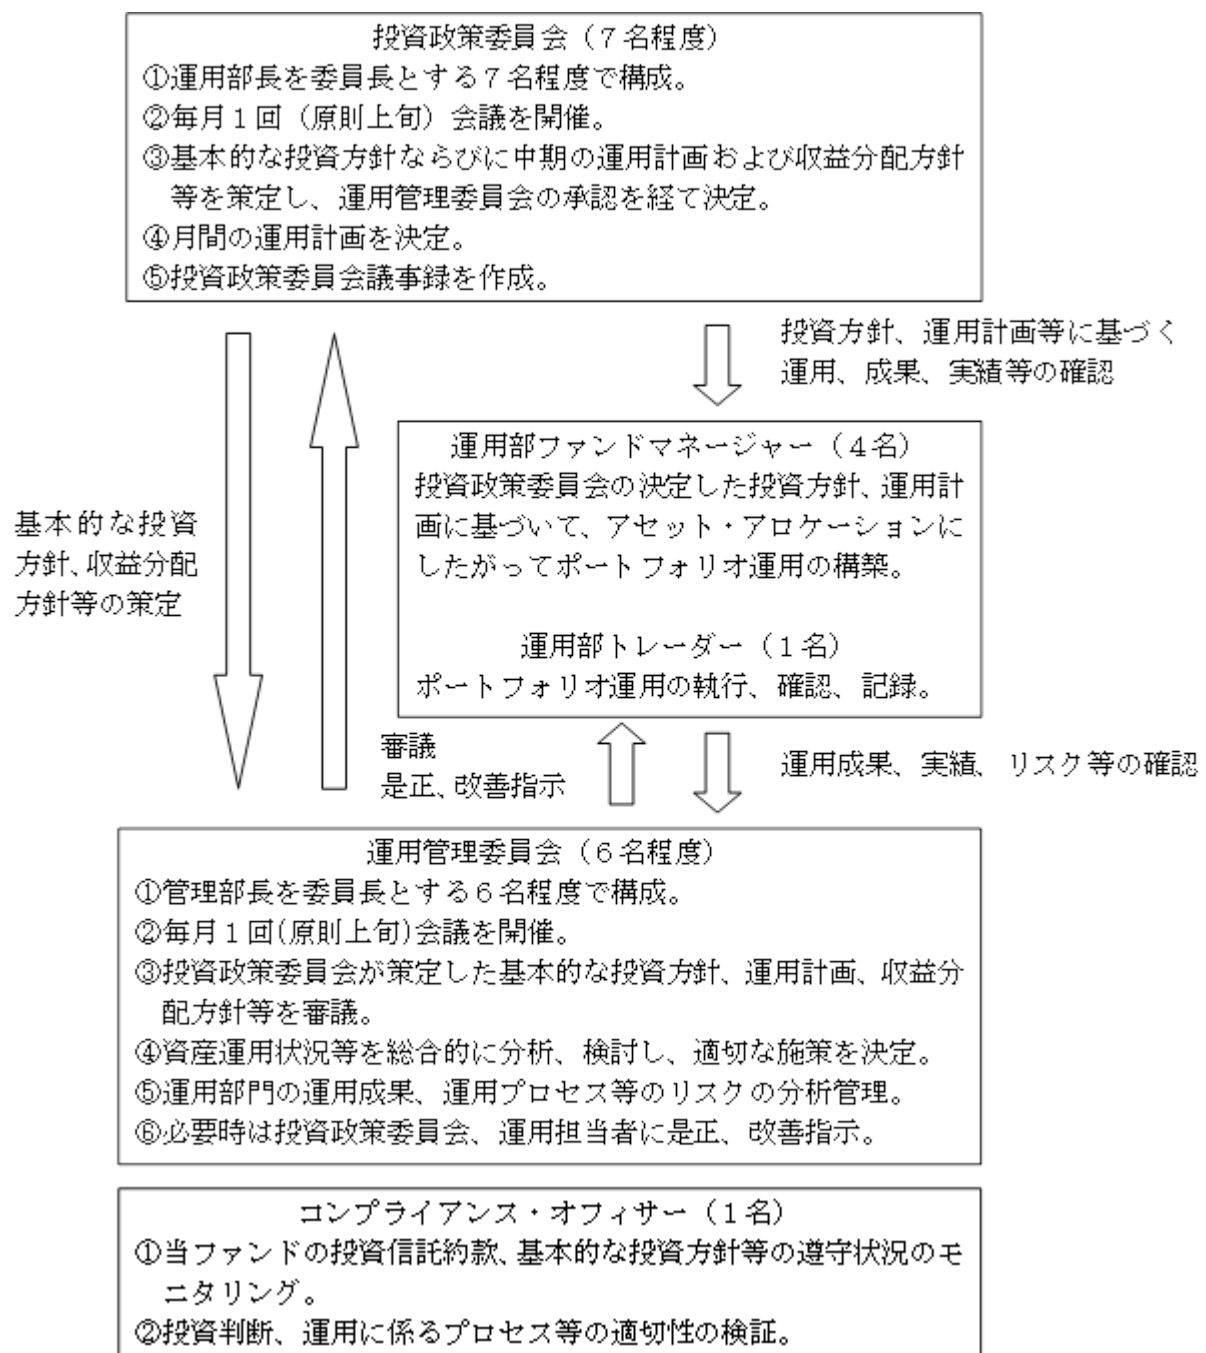 投資政策委員会（７名程度）
①運用部長を委員長とする７名程度で構成。
②毎月１回（原則上旬）会議を開催。
③基本的な投資方針ならびに中期の運用計画および収益分配方針
等を策定し、運用管理委員会の承認を経て決定。
④月間の運用計画を決定。
⑤投資政策委員会議事録を作成。
投資方針、運用計画等に基づく
運用、成果、実績等の確認
運用部ファンドマネージャー（４名）
投資政策委員会の決定した投資方針、運用計
画に基づいて、アセット・アロケーションに
したがってポートフォリオ運用の構築。
運用部トレーダー（１名）
ポートフォリオ運用の執行、確認、記録。
基本的な投資
方針、収益分配
方針等の策定
審議
是正、改善指示
運用成果、実績、リスク等の確認
運用管理委員会（６名程度）
①管理部長を委員長とする６名程度で構成。
②毎月１回(原則上旬)会議を開催。
③投資政策委員会が策定した基本的な投資方針、運用計画、収益分
配方針等を審議。
④資産運用状況等を総合的に分析、検討し、適切な施策を決定。
⑤運用部門の運用成果、運用プロセス等のリスクの分析管理。
⑥必要時は投資政策委員会、運用担当者に是正、改善指示。
コンプライアンス・オフィサー（１名）
①当ファンドの投資信託約款、基本的な投資方針等の遵守状況のモ
ニタリング。
②投資判断、運用に係るプロセス等の適切性の検証。